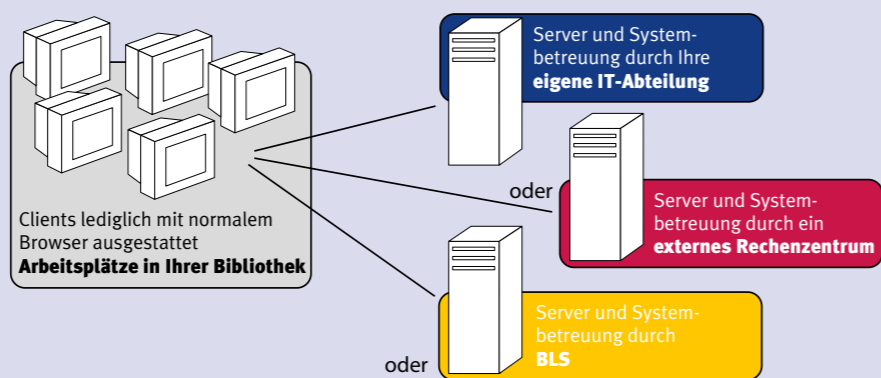 Server und System-
betreuung durch Ihre
eigene IT-Abteilung
oder
Server und System-
betreuung durch ein
externes Rechenzentrum
Clients lediglich mit normalem
Browser ausgestattet
Arbeitsplätze in Ihrer Bibliothek
oder
Server und System-
betreuung durch
BLS